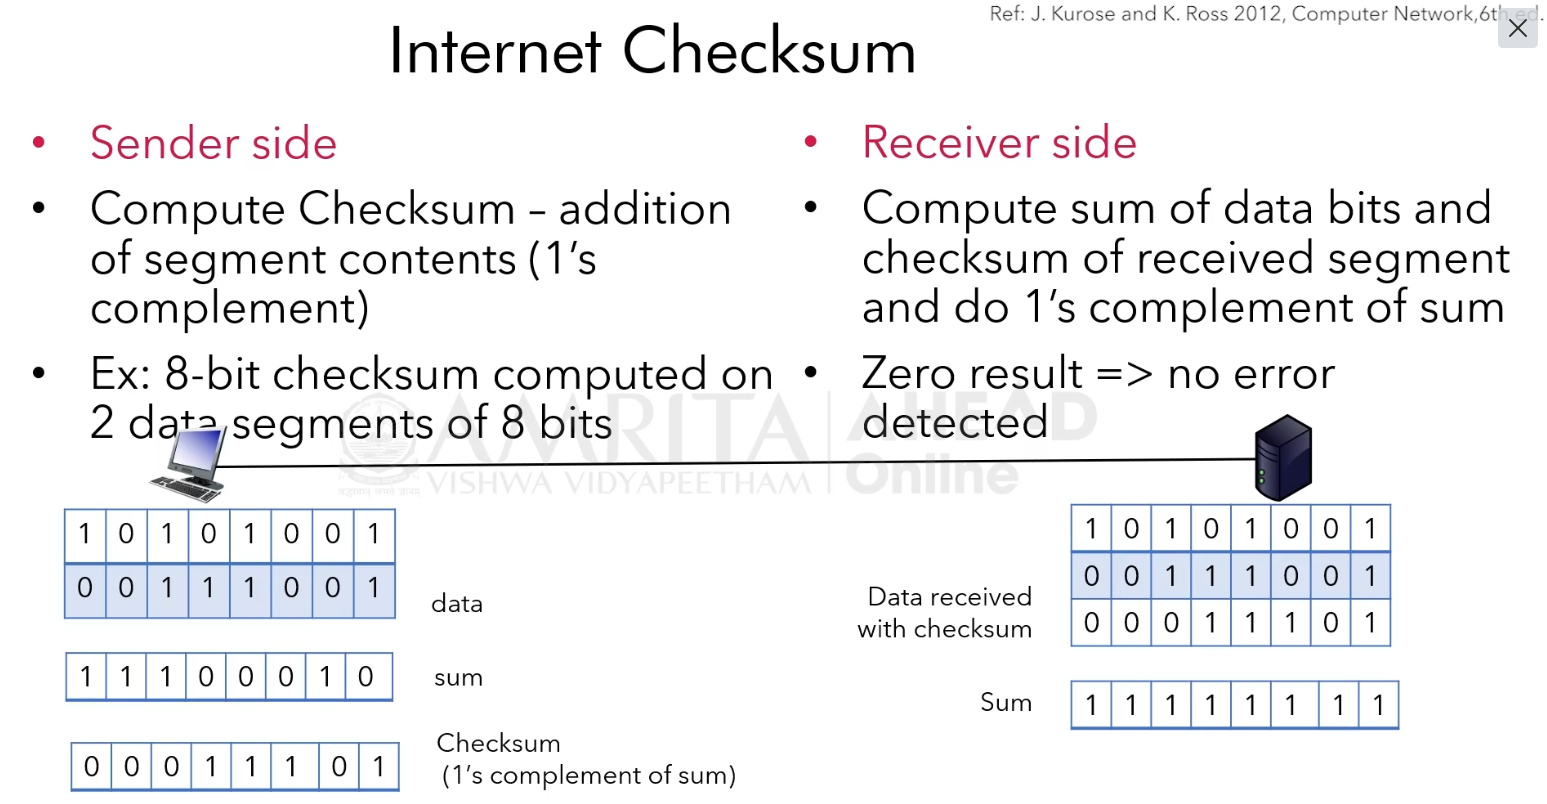 Ref: J. Kurose and K. Ross 2012, Computer Network,6th ed.
Internet Checksum
• Sender side
• Compute Checksum – addition
of segment contents (1's
complement)
• Ex: 8-bit checksum computed on
2 data segments of 8 bits
• Receiver side
• Compute sum of data bits and
checksum of received segment
and do 1's complement of sum
• Zero result => no error
detected
AMRITA
VISHWA VIDYAPEETHAM
AHEAD
Online
1 0 1 0 1 0 0 1
0 0 1 1 1 0 0 1
data
1 1 1 0 0 0 1 0
sum
0 0 0 1 1 1 0 1
Checksum
(1's complement of sum)
1 0 1 0 1 0 0 1
0 0 1 1 1 0 0 1
0 0 0 1 1 1 0 1
Data received
with checksum
Sum
1 1 1 1 1 1 1 1